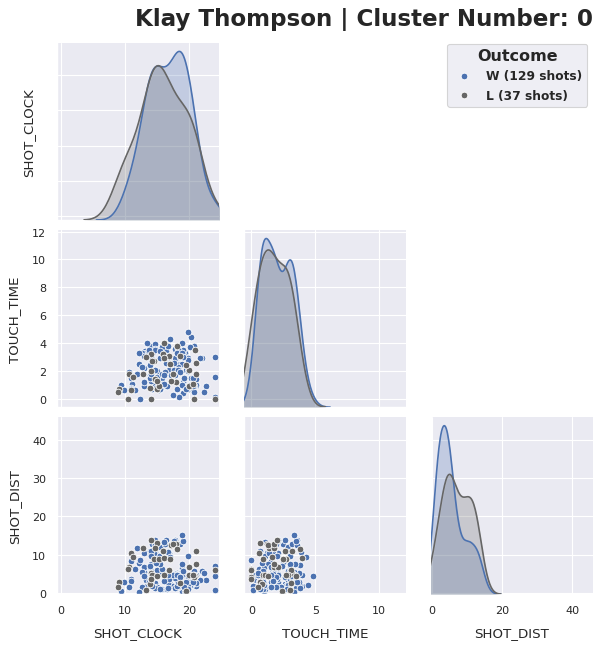 Klay Thompson | Cluster Number: 0
Outcome
W (129 shots)
L (37 shots)
SHOT_CLOCK
TOUCH_TIME
12
10
8
6
4
2
0
SHOT_DIST
40
30
20
10
0
0 10 20
0 5 10
0 20 40
SHOT_CLOCK
TOUCH_TIME
SHOT_DIST